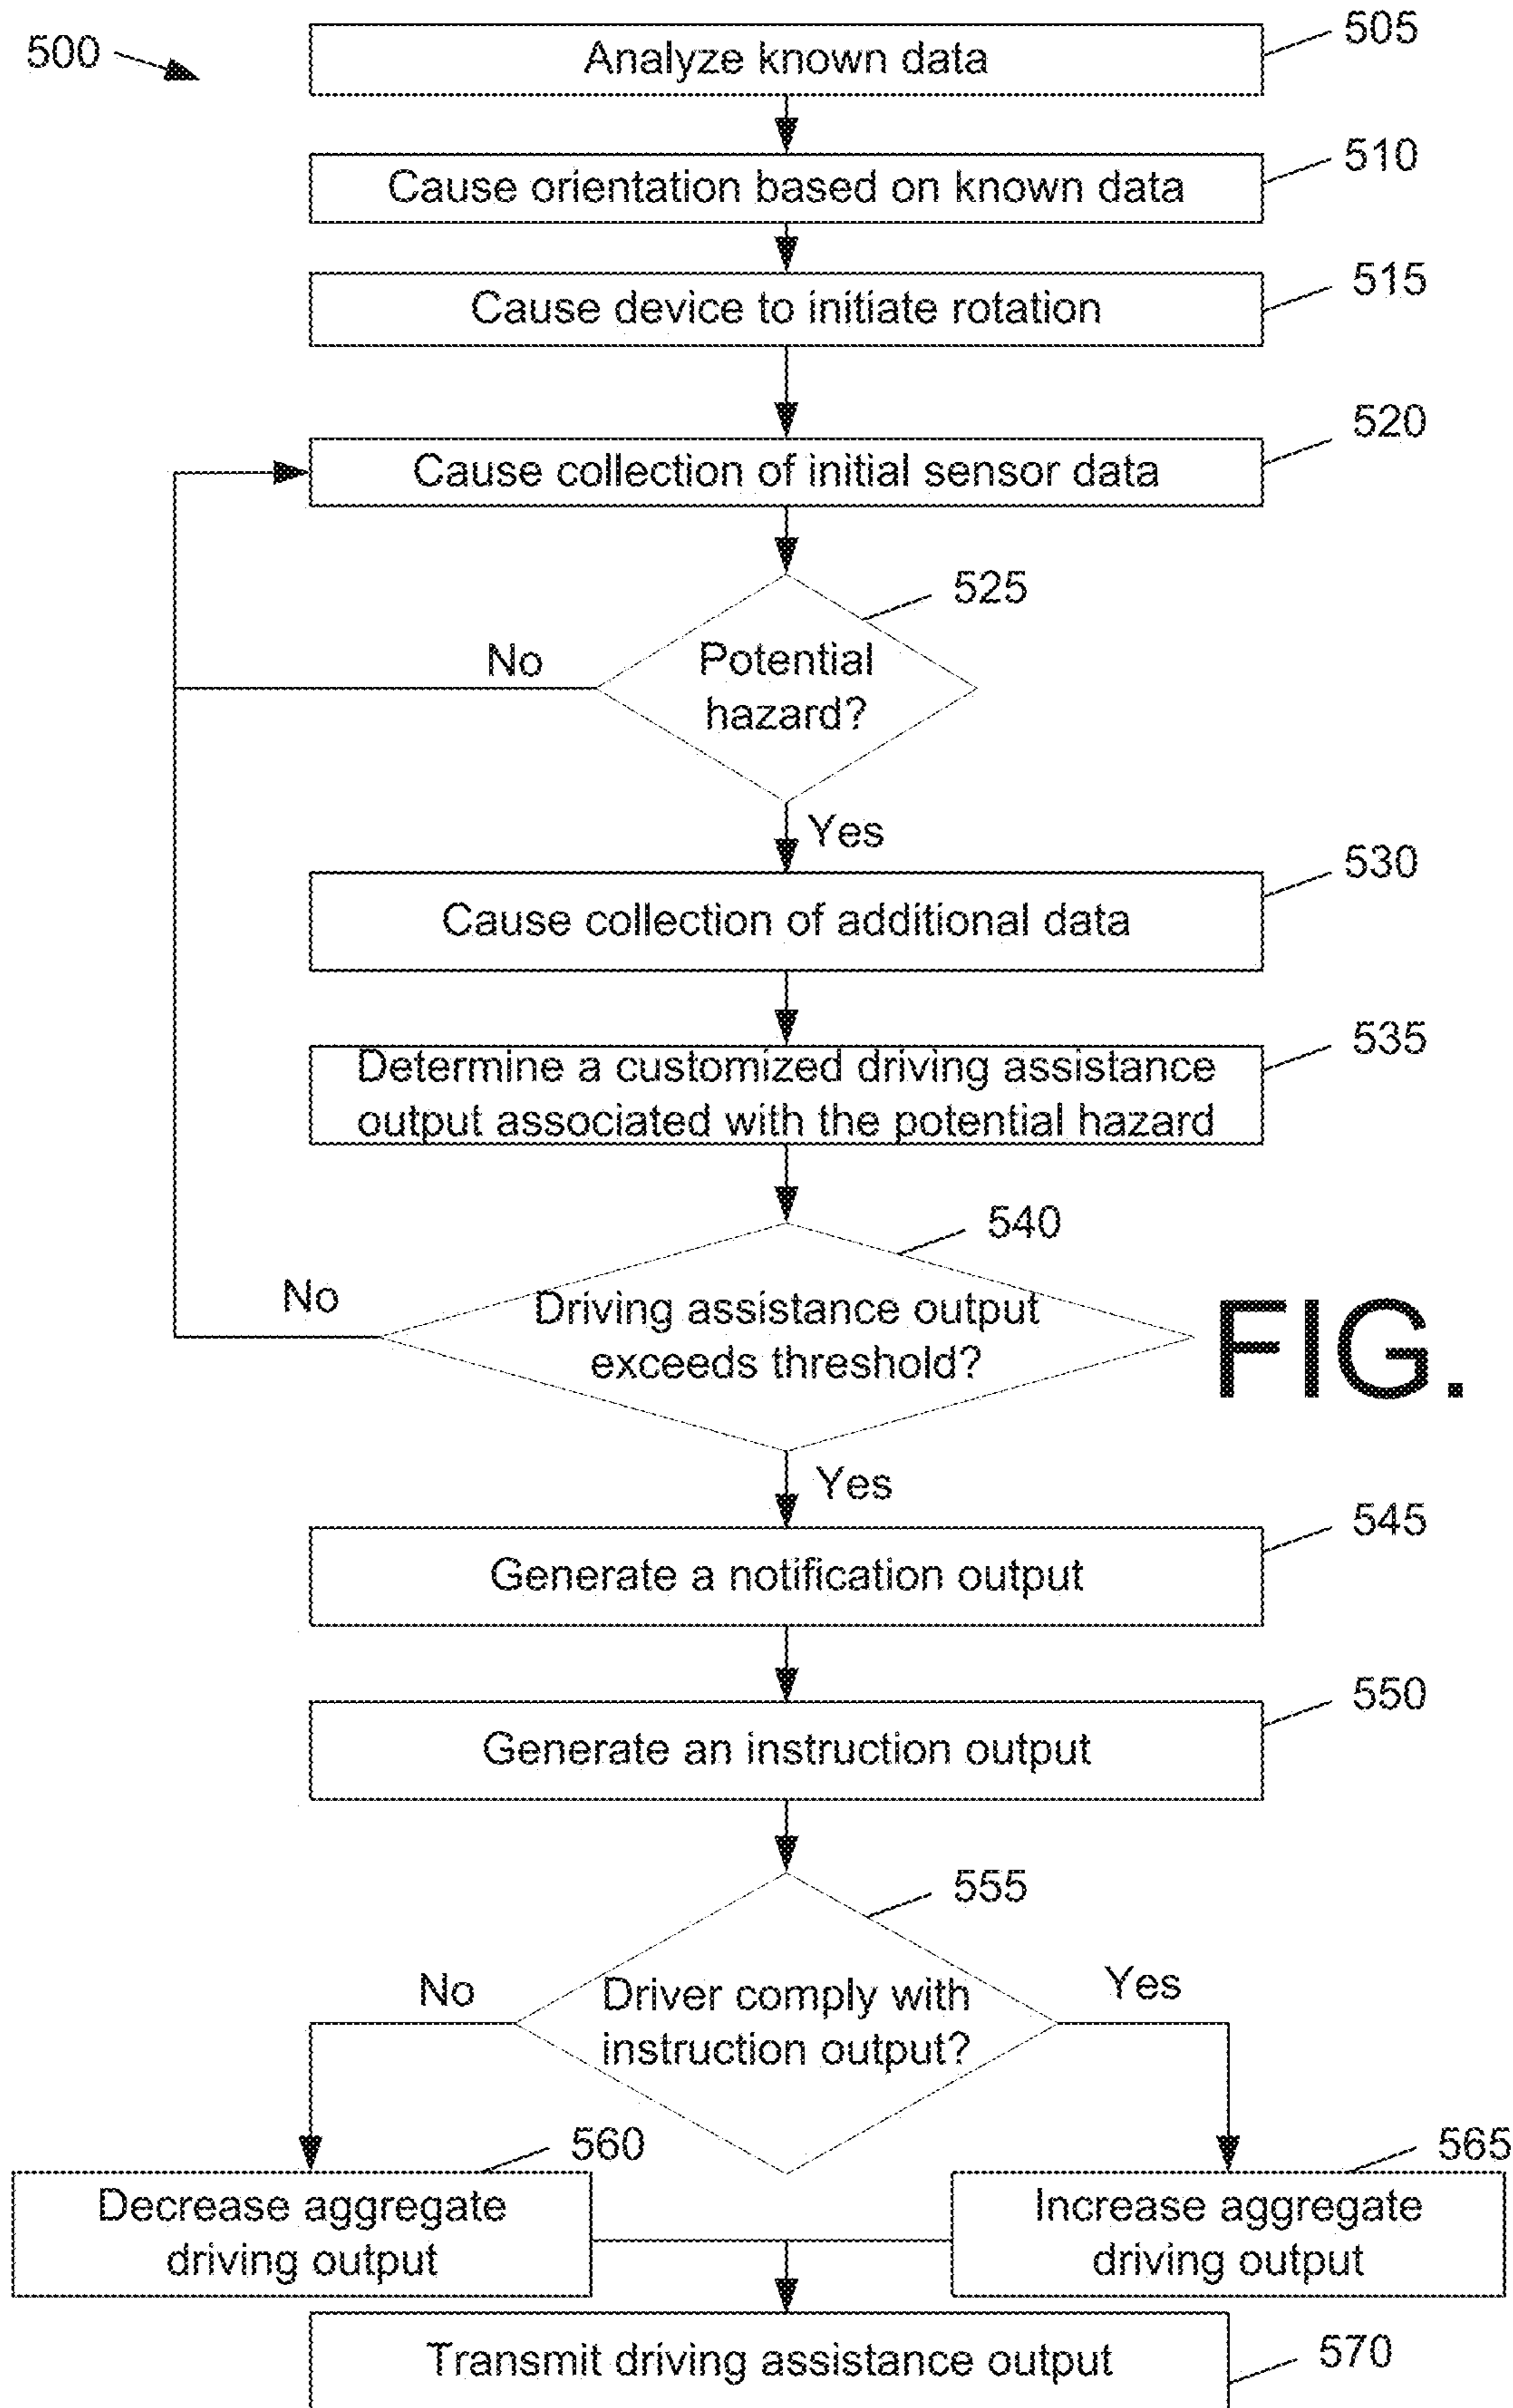 500
Analyze known data
505
Cause orientation based on known data
510
Cause device to initiate rotation
515
Cause collection of initial sensor data
520
525
Potential
hazard?
No
Yes
Cause collection of additional data
530
Determine a customized driving assistance
output associated with the potential hazard
535
540
Driving assistance output
exceeds threshold?
No
FIG.
Yes
Generate a notification output
545
Generate an instruction output
550
555
Driver comply with
instruction output?
No
Yes
560
Decrease aggregate
driving output
565
Increase aggregate
driving output
Transmit driving assistance output
570